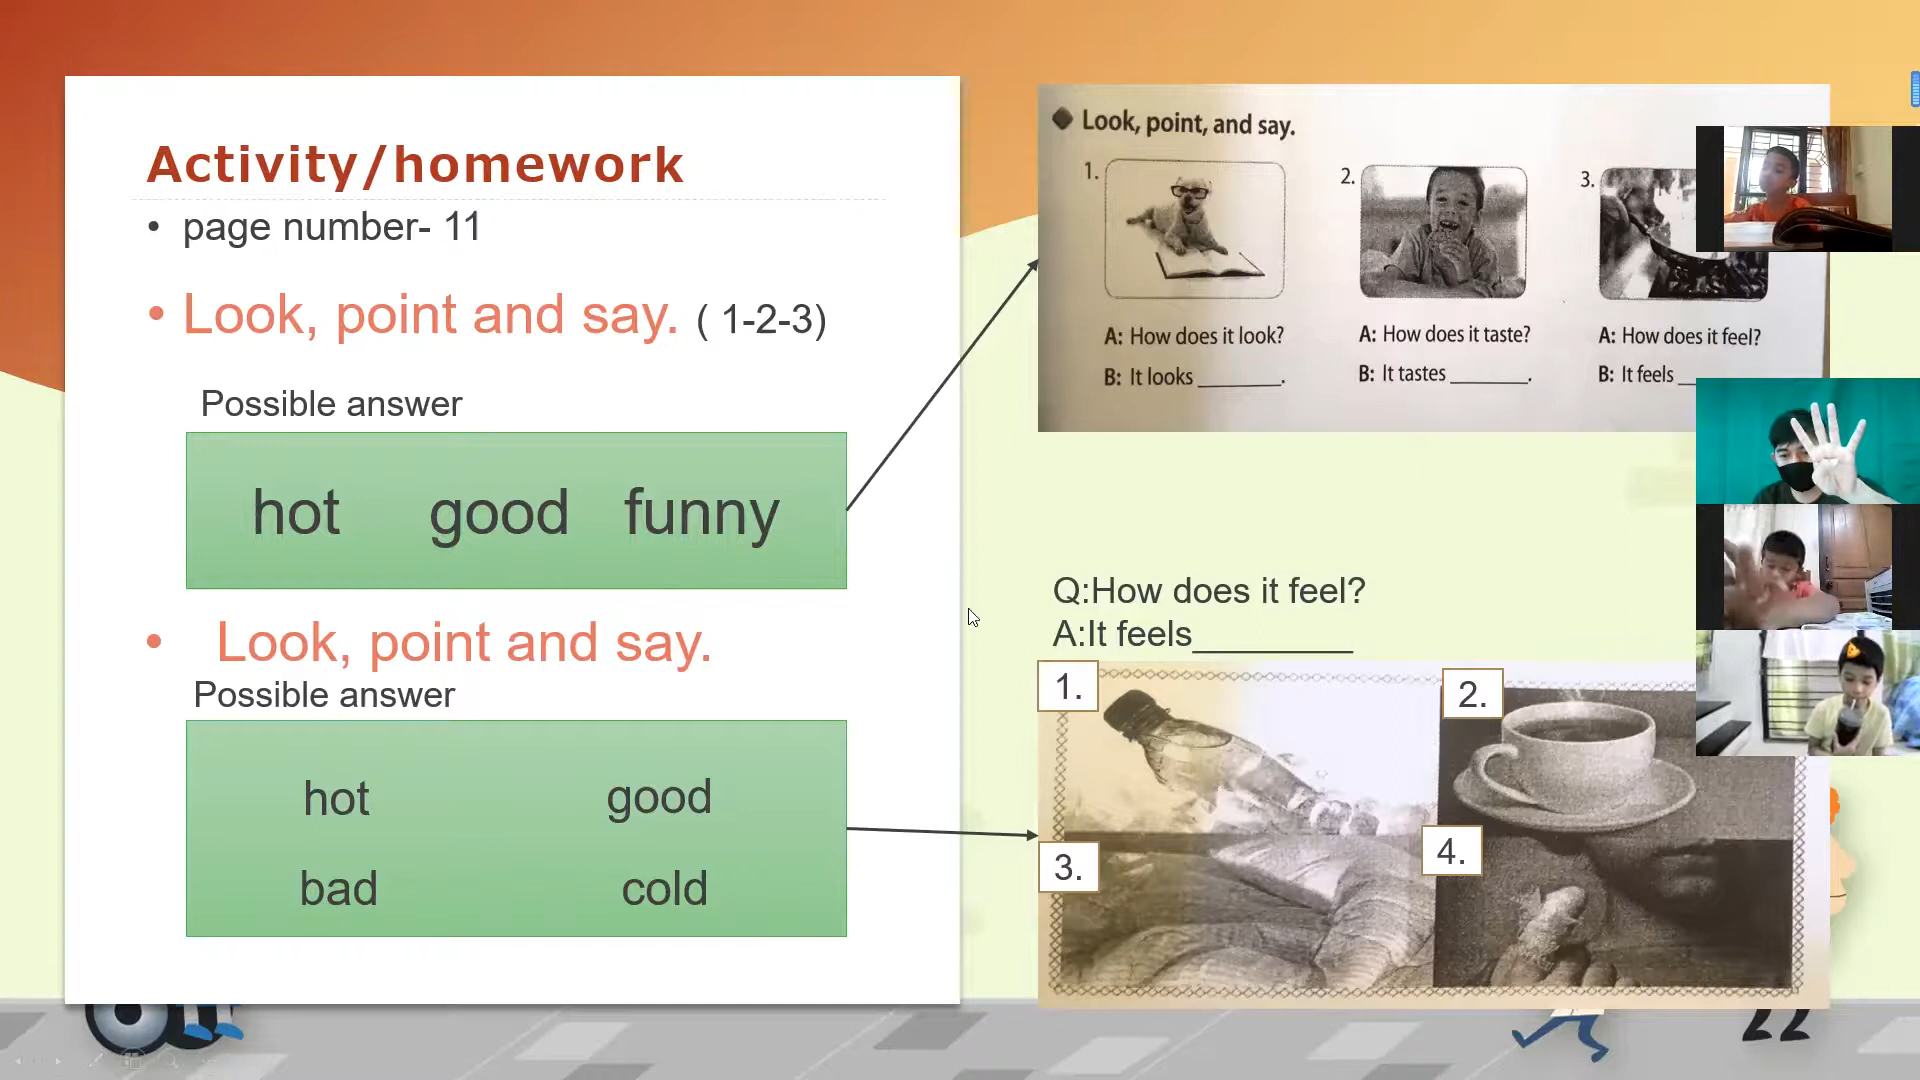 Activity/homework
• page number- 11
• Look, point and say. ( 1-2-3)
Possible answer
hot good funny
• Look, point and say.
Possible answer
hot good
bad cold
Look, point, and say.
1. 2. 3.
A: How does it look? A: How does it taste? A: How does it feel?
B: It looks ________. B: It tastes ________. B: It feels __
Q:How does it feel?
A:It feels________
1. 2.
3. 4.